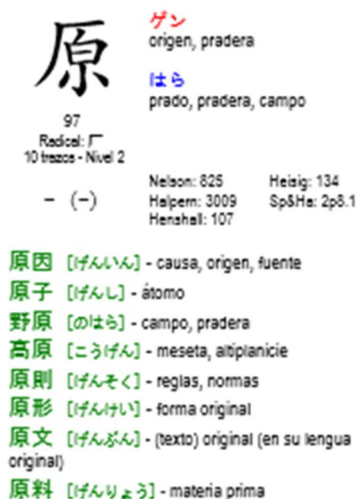 原
ゲン
origen, pradera
はら
prado, pradera, campo
97
Radical: 厂
10 trazos - Nivel 2
- (-)
Nelson: 825 Heisig: 134
Halpern: 3009 Sp&Ha: 2p8.1
Henshall: 107
原因 [げんいん] - causa, origen, fuente
原子 [げんし] - átomo
野原 [のはら] - campo, pradera
高原 [こうげん] - meseta, altiplanicie
原則 [げんそく] - reglas, normas
原形 [げんけい] - forma original
原文 [げんぶん] - (texto) original (en su lengua
original)
原料 [げんりょう] - materia prima